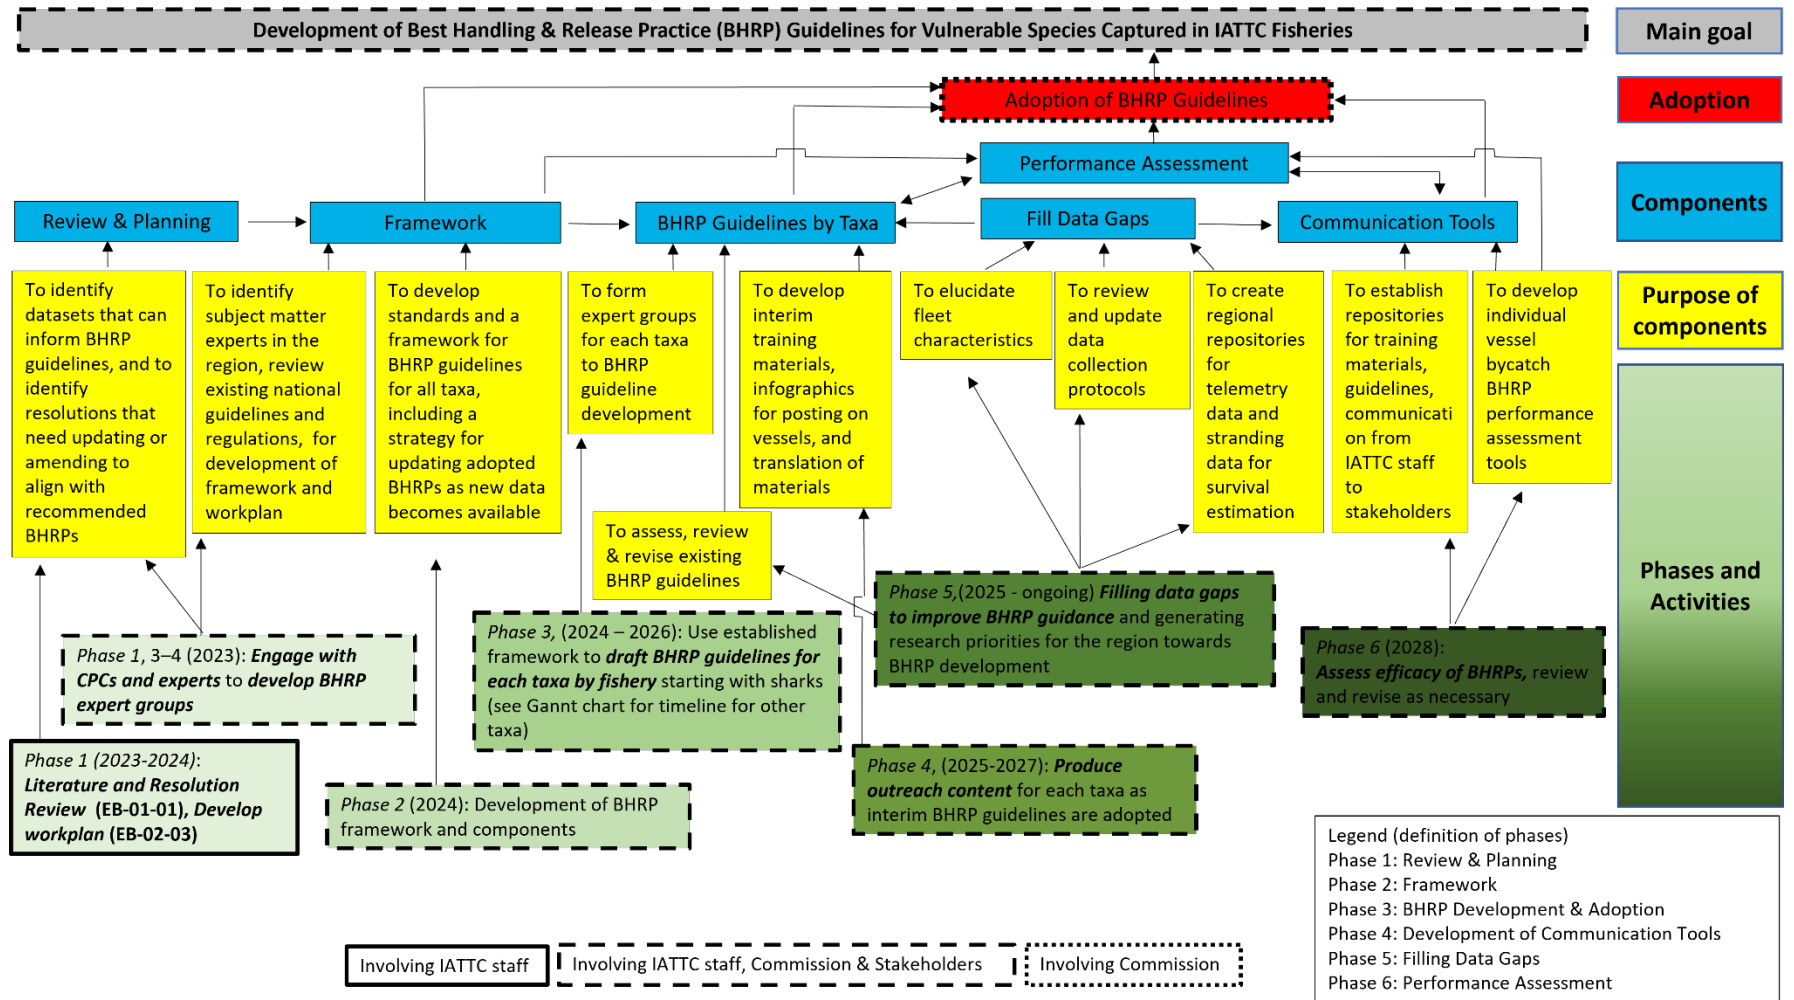 Development of Best Handling & Release Practice (BHRP) Guidelines for Vulnerable Species Captured in IATTC Fisheries
Main goal
Adoption of BHRP Guidelines
Adoption
Performance Assessment
Components
Review & Planning
Framework
BHRP Guidelines by Taxa
Fill Data Gaps
Communication Tools
To identify
datasets that can
inform BHRP
guidelines, and to
identify
resolutions that
need updating or
amending to
align with
recommended
BHRPs
To identify
subject matter
experts in the
region, review
existing national
guidelines and
regulations, for
development of
framework and
workplan
To develop
standards and a
framework for
BHRP guidelines
for all taxa,
including a
strategy for
updating adopted
BHRPs as new data
becomes available
To form
expert groups
for each taxa
to BHRP
guideline
development
To assess, review
& revise existing
BHRP guidelines
To develop
interim
training
materials,
infographics
for posting on
vessels, and
translation of
materials
To elucidate
fleet
characteristics
To review
and update
data
collection
protocols
To create
regional
repositories
for
telemetry
data and
stranding
data for
survival
estimation
To establish
repositories
for training
materials,
guidelines,
communicati
on from
IATTC staff
to
stakeholders
To develop
individual
vessel
bycatch
BHRP
performance
assessment
tools
Purpose of
components
Phases and
Activities
Phase 1, 3–4 (2023): Engage with
CPCs and experts to develop BHRP
expert groups
Phase 1 (2023-2024):
Literature and Resolution
Review (EB-01-01), Develop
workplan (EB-02-03)
Phase 2 (2024): Development of BHRP
framework and components
Phase 3, (2024 – 2026): Use established
framework to draft BHRP guidelines for
each taxa by fishery starting with sharks
(see Gannt chart for timeline for other
taxa)
Phase 5,(2025 - ongoing) Filling data gaps
to improve BHRP guidance and generating
research priorities for the region towards
BHRP development
Phase 4, (2025-2027): Produce
outreach content for each taxa as
interim BHRP guidelines are adopted
Phase 6 (2028):
Assess efficacy of BHRPs, review
and revise as necessary
Legend (definition of phases)
Phase 1: Review & Planning
Phase 2: Framework
Phase 3: BHRP Development & Adoption
Phase 4: Development of Communication Tools
Phase 5: Filling Data Gaps
Phase 6: Performance Assessment
Involving IATTC staff
Involving IATTC staff, Commission & Stakeholders
Involving Commission